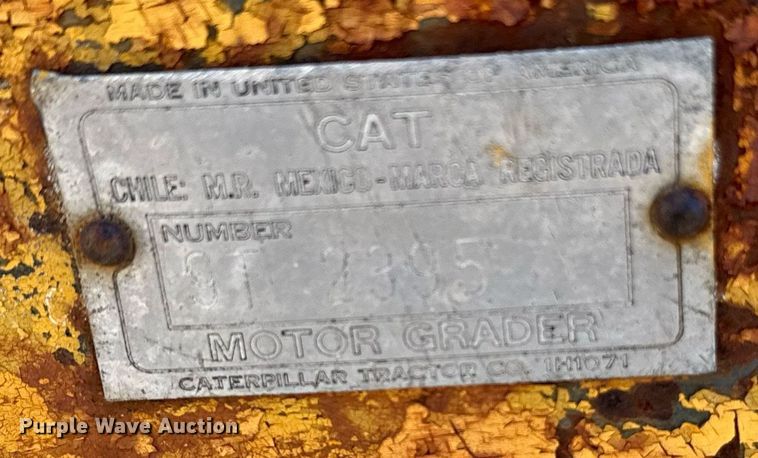 MADE IN UNITED STATES OF AMERICA
CAT
CHILE: M.R. MEXICO-MARCA REGISTRADA
NUMBER
9T 2395
MOTOR GRADER
CATERPILLAR TRACTOR CO. 1H1071
Purple Wave Auction